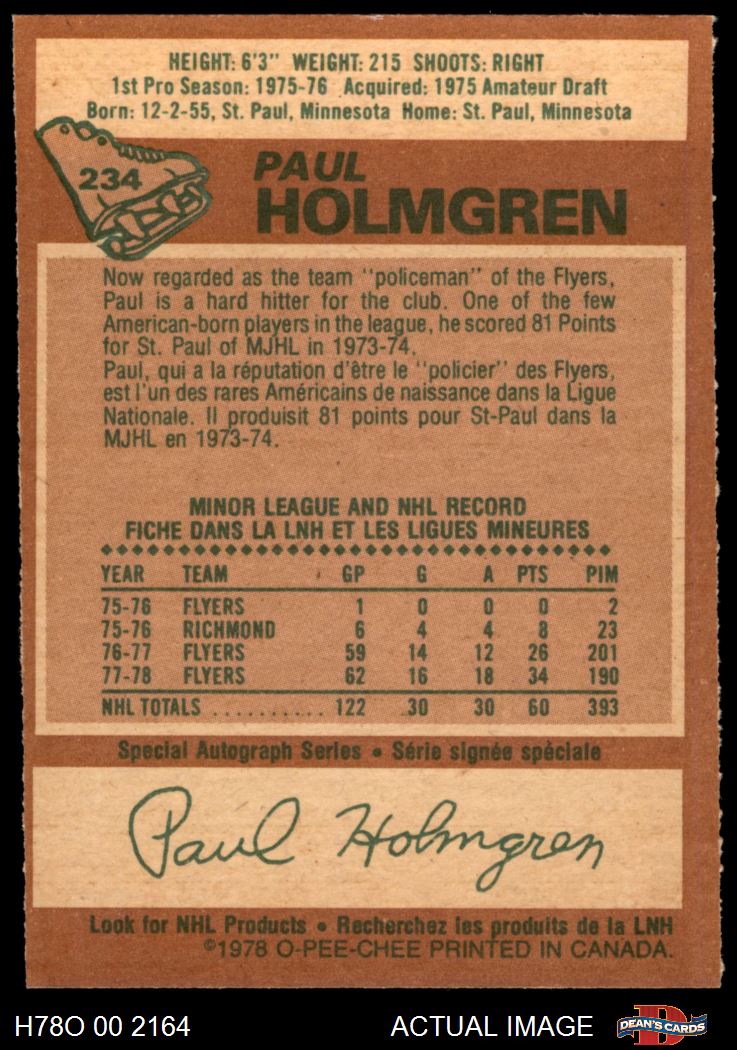 HEIGHT: 6'3" WEIGHT: 215 SHOOTS: RIGHT
1st Pro Season: 1975-76 Acquired: 1975 Amateur Draft
Born: 12-2-55, St. Paul, Minnesota Home: St. Paul, Minnesota
234
PAUL
HOLMGREN
Now regarded as the team "policeman" of the Flyers,
Paul is a hard hitter for the club. One of the few
American-born players in the league, he scored 81 Points
for St. Paul of MJHL in 1973-74.
Paul, qui a la réputation d'être le "policier" des Flyers,
est l'un des rares Américains de naissance dans la Ligue
Nationale. Il produisit 81 points pour St-Paul dans la
MJHL en 1973-74.
MINOR LEAGUE AND NHL RECORD
FICHE DANS LA LNH ET LES LIGUES MINEURES
YEAR TEAM GP G A PTS PIM
75-76 FLYERS 1 0 0 0 2
75-76 RICHMOND 6 4 4 8 23
76-77 FLYERS 59 14 12 26 201
77-78 FLYERS 62 16 18 34 190
NHL TOTALS .......... 122 30 30 60 393
Special Autograph Series • Série signée spèciale
Paul Holmgren
Look for NHL Products • Recherchez les produits de la LNH
©1978 O-PEE-CHEE PRINTED IN CANADA.
H78O 00 2164 ACTUAL IMAGE D DEAN'S CARDS